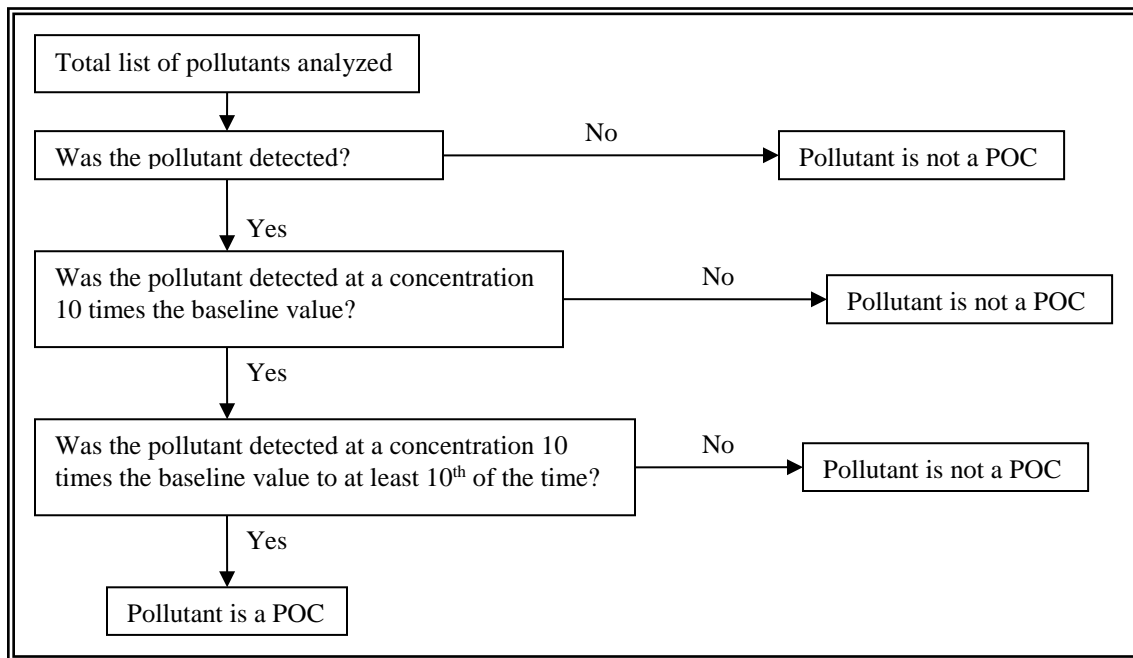 Total list of pollutants analyzed
Was the pollutant detected?
No
Pollutant is not a POC
Yes
Was the pollutant detected at a concentration
10 times the baseline value?
No
Pollutant is not a POC
Yes
Was the pollutant detected at a concentration 10
times the baseline value to at least 10th of the time?
No
Pollutant is not a POC
Yes
Pollutant is a POC